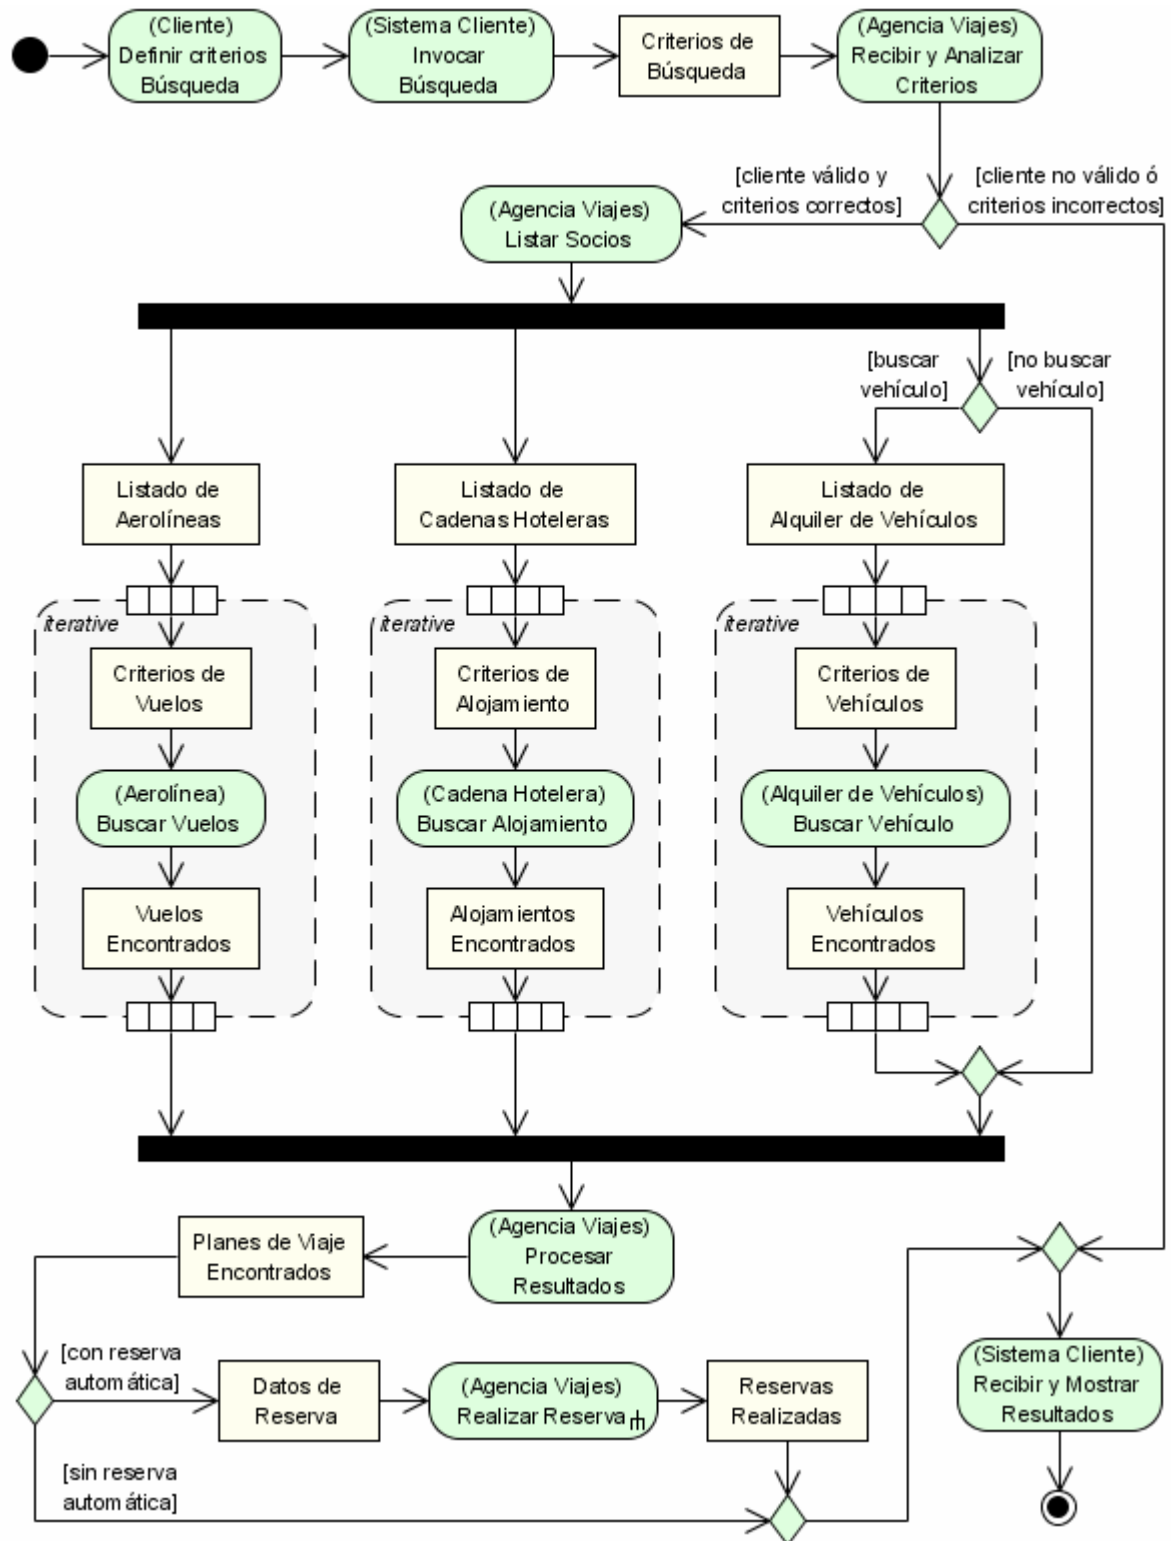 (Cliente)
Definir criterios
Búsqueda
(Sistema Cliente)
Invocar
Búsqueda
Criterios de
Búsqueda
(Agencia Viajes)
Recibir y Analizar
Criterios
[cliente válido y
criterios correctos]
[cliente no válido ó
criterios incorrectos]
(Agencia Viajes)
Listar Socios
[buscar
vehículo]
[no buscar
vehículo]
Listado de
Aerolíneas
Listado de
Cadenas Hoteleras
Listado de
Alquiler de Vehículos
iterative
iterative
iterative
Criterios de
Vuelos
Criterios de
Alojamiento
Criterios de
Vehículos
(Aerolínea)
Buscar Vuelos
(Cadena Hotelera)
Buscar Alojamiento
(Alquiler de Vehículos)
Buscar Vehículo
Vuelos
Encontrados
Alojamientos
Encontrados
Vehículos
Encontrados
Planes de Viaje
Encontrados
(Agencia Viajes)
Procesar
Resultados
[con reserva
automática]
Datos de
Reserva
(Agencia Viajes)
Realizar Reserva
Reservas
Realizadas
(Sistema Cliente)
Recibir y Mostrar
Resultados
[sin reserva
automática]